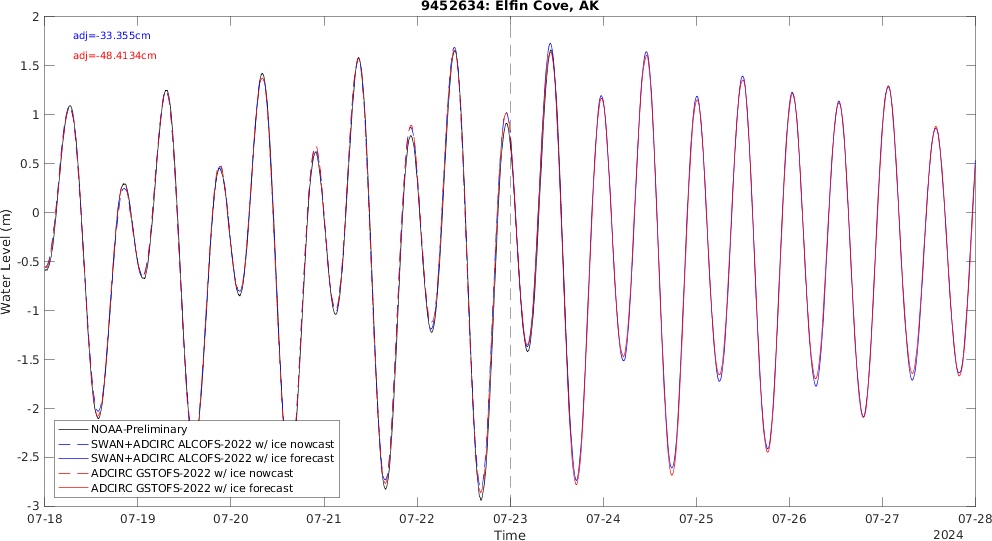 9452634: Elfin Cove, AK
adj=-33.355cm
adj=-48.4134cm
Water Level (m)
2
1.5
1
0.5
0
-0.5
-1
-1.5
-2
-2.5
-3
NOAA-Preliminary
SWAN+ADCIRC ALCOFS-2022 w/ ice nowcast
SWAN+ADCIRC ALCOFS-2022 w/ ice forecast
ADCIRC GSTOFS-2022 w/ ice nowcast
ADCIRC GSTOFS-2022 w/ ice forecast
07-18 07-19 07-20 07-21 07-22 07-23 07-24 07-25 07-26 07-27 07-28
Time
2024